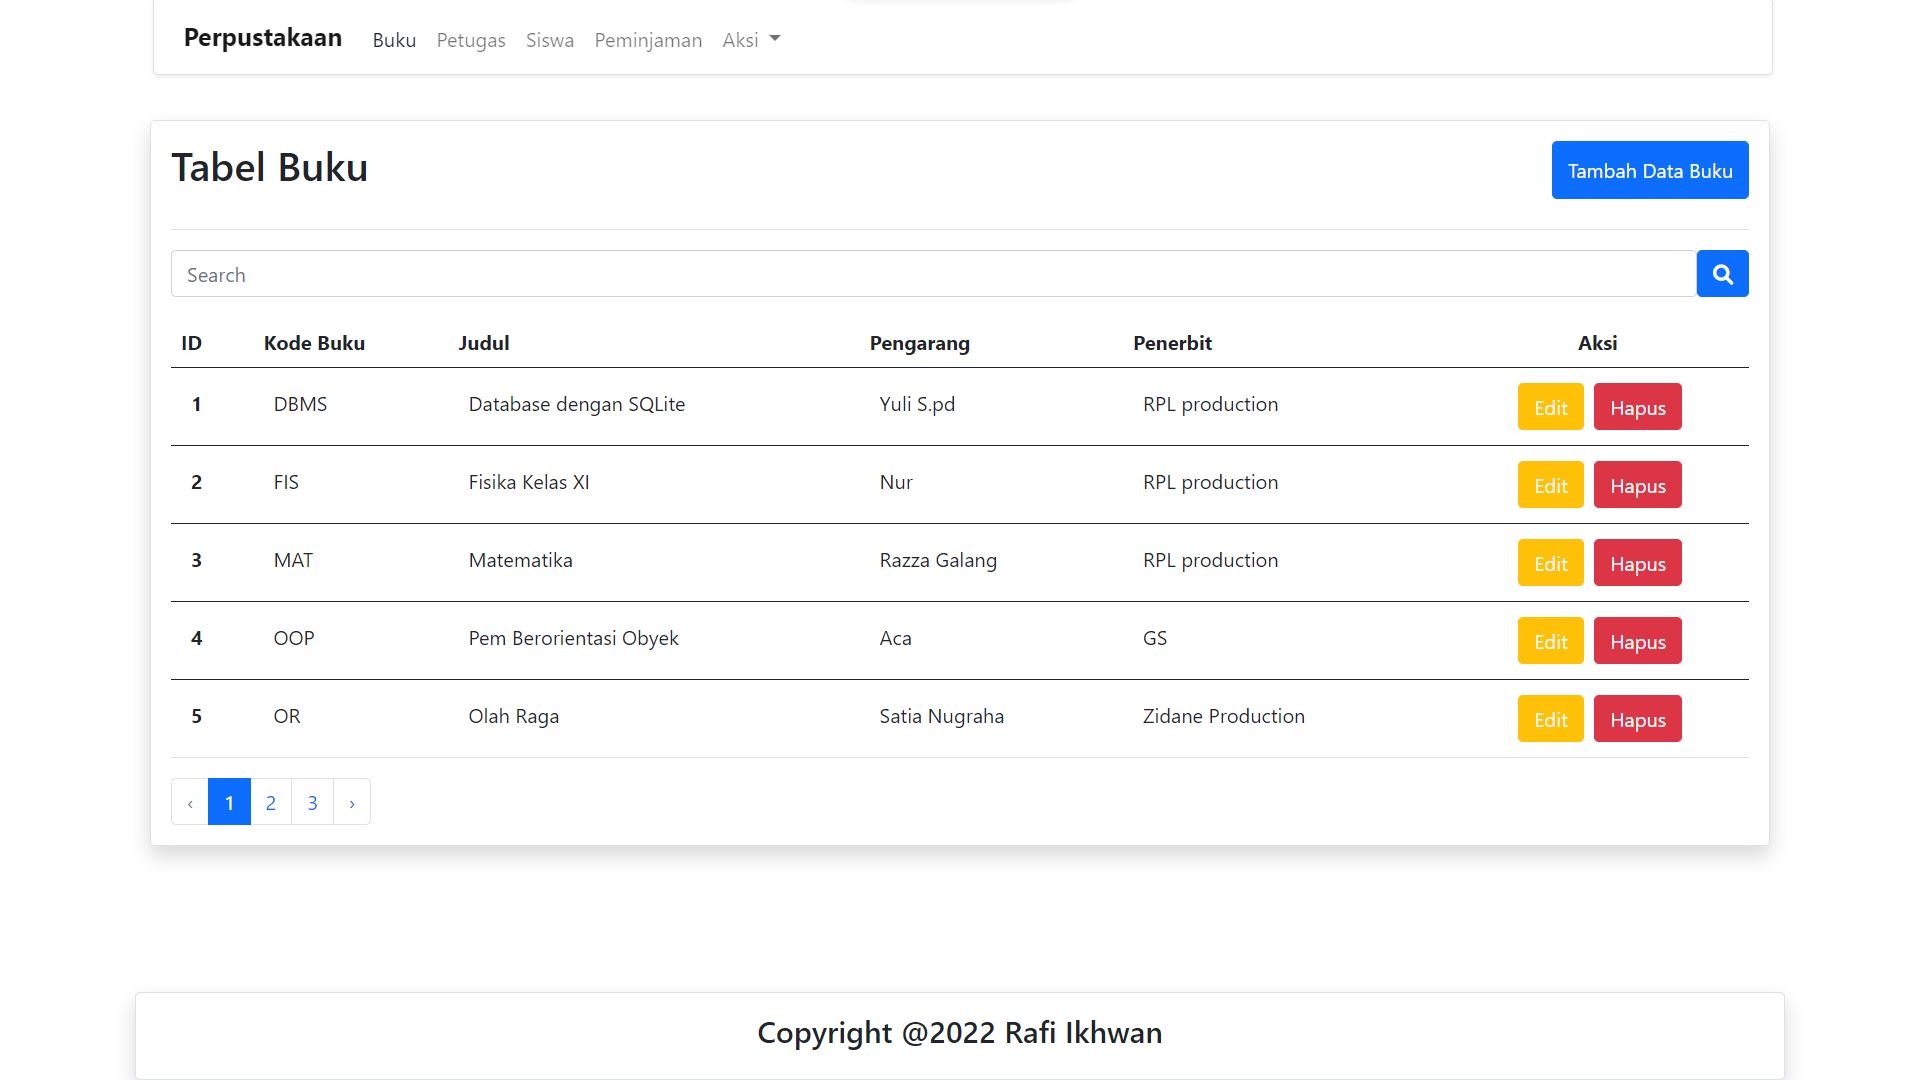 Perpustakaan Buku Petugas Siswa Peminjaman Aksi
Tabel Buku
Tambah Data Buku
Search
ID Kode Buku Judul Pengarang Penerbit Aksi
1 DBMS Database dengan SQLite Yuli S.pd RPL production Edit Hapus
2 FIS Fisika Kelas XI Nur RPL production Edit Hapus
3 MAT Matematika Razza Galang RPL production Edit Hapus
4 OOP Pem Berorientasi Obyek Aca GS Edit Hapus
5 OR Olah Raga Satia Nugraha Zidane Production Edit Hapus
‹ 1 2 3 ›
Copyright @2022 Rafi Ikhwan